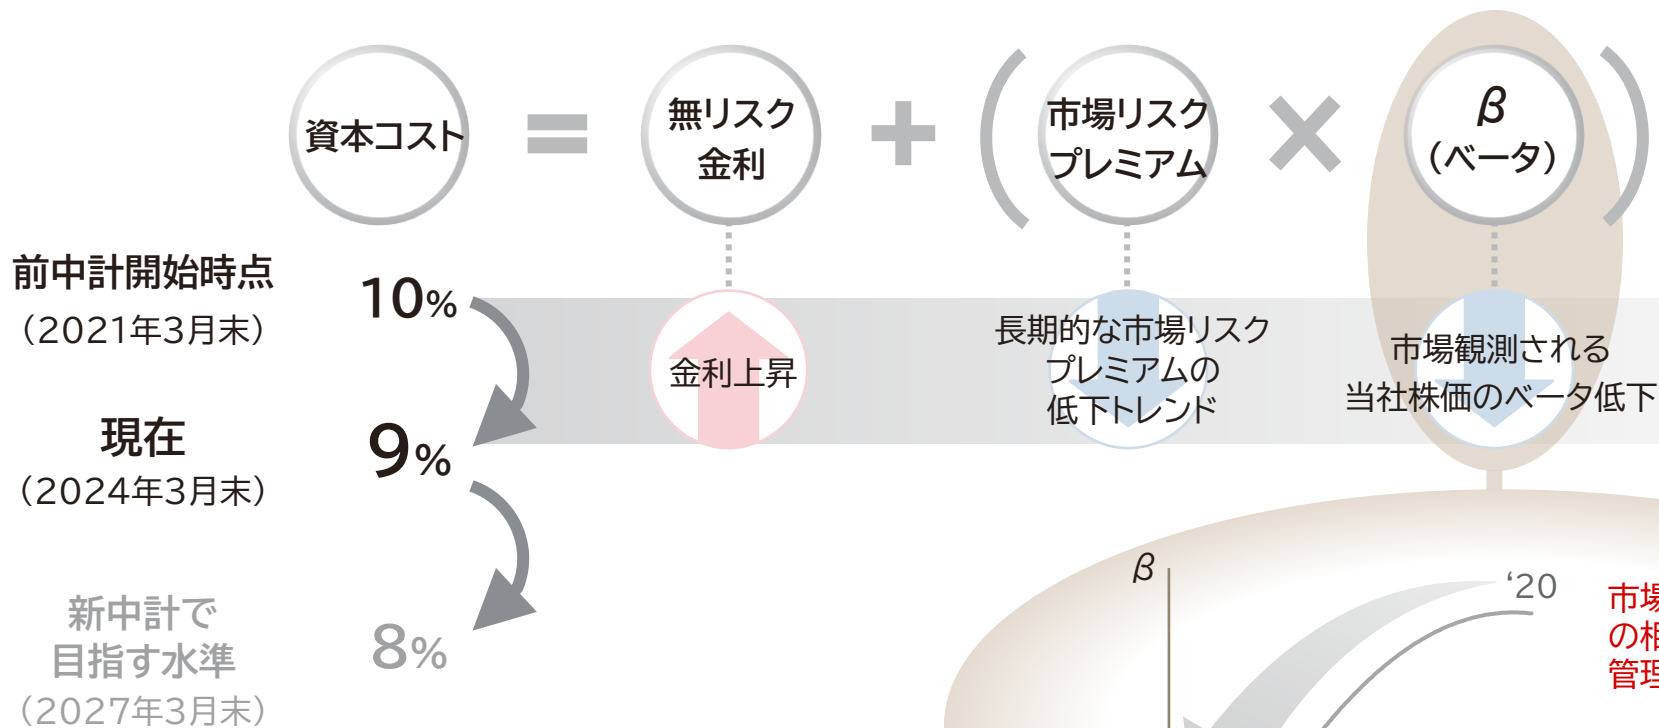 資本コスト
=
無リスク
金利
+
(
市場リスク
プレミアム
×
β
(ベータ)
)
前中計開始時点
(2021年3月末)
10%
金利上昇
長期的な市場リスク
プレミアムの
低下トレンド
市場観測される
当社株価のベータ低下
現在
(2024年3月末)
9%
新中計で
目指す水準
(2027年3月末)
8%
β
‘20
市場
の相
管理